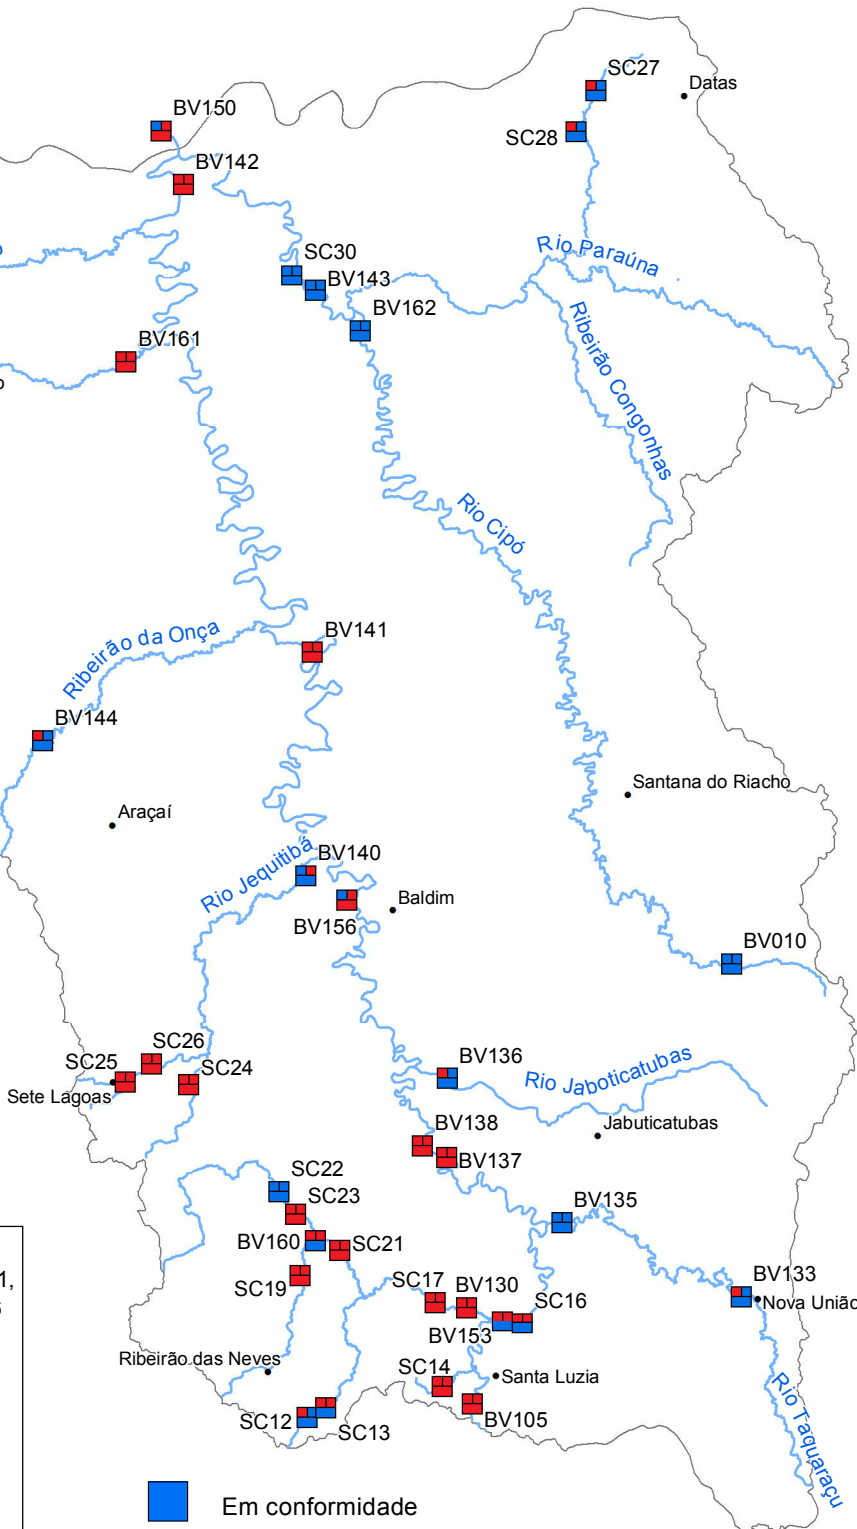 SC27
Datas
BV150
SC28
BV142
Rio Paraúna
SC30
BV143
BV162
Ribeirão Congonhas
BV161
o
Rio Cipó
Ribeirão da Onça
BV141
BV144
Santana do Riacho
Araçaí
Rio Jequitibá
BV140
Baldim
BV156
BV010
SC26
SC25
SC24
Sete Lagoas
BV136
Rio Jaboticatubas
BV138
Jabuticatubas
BV137
SC22
SC23
BV135
BV160
SC21
SC19
SC17
BV130
BV133
1,
SC16
Nova União
BV153
Ribeirão das Neves
SC14
Santa Luzia
SC12
SC13
BV105
Rio Taquaraçu
Em conformidade